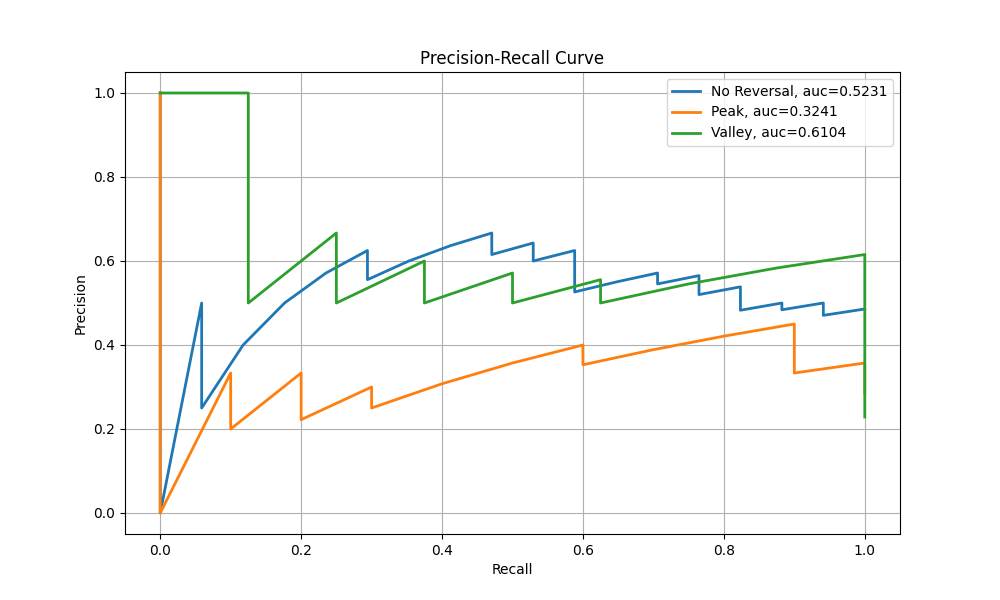 Precision-Recall Curve
No Reversal, auc=0.5231
Peak, auc=0.3241
Valley, auc=0.6104
Precision
1.0
0.8
0.6
0.4
0.2
0.0
0.0 0.2 0.4 0.6 0.8 1.0
Recall